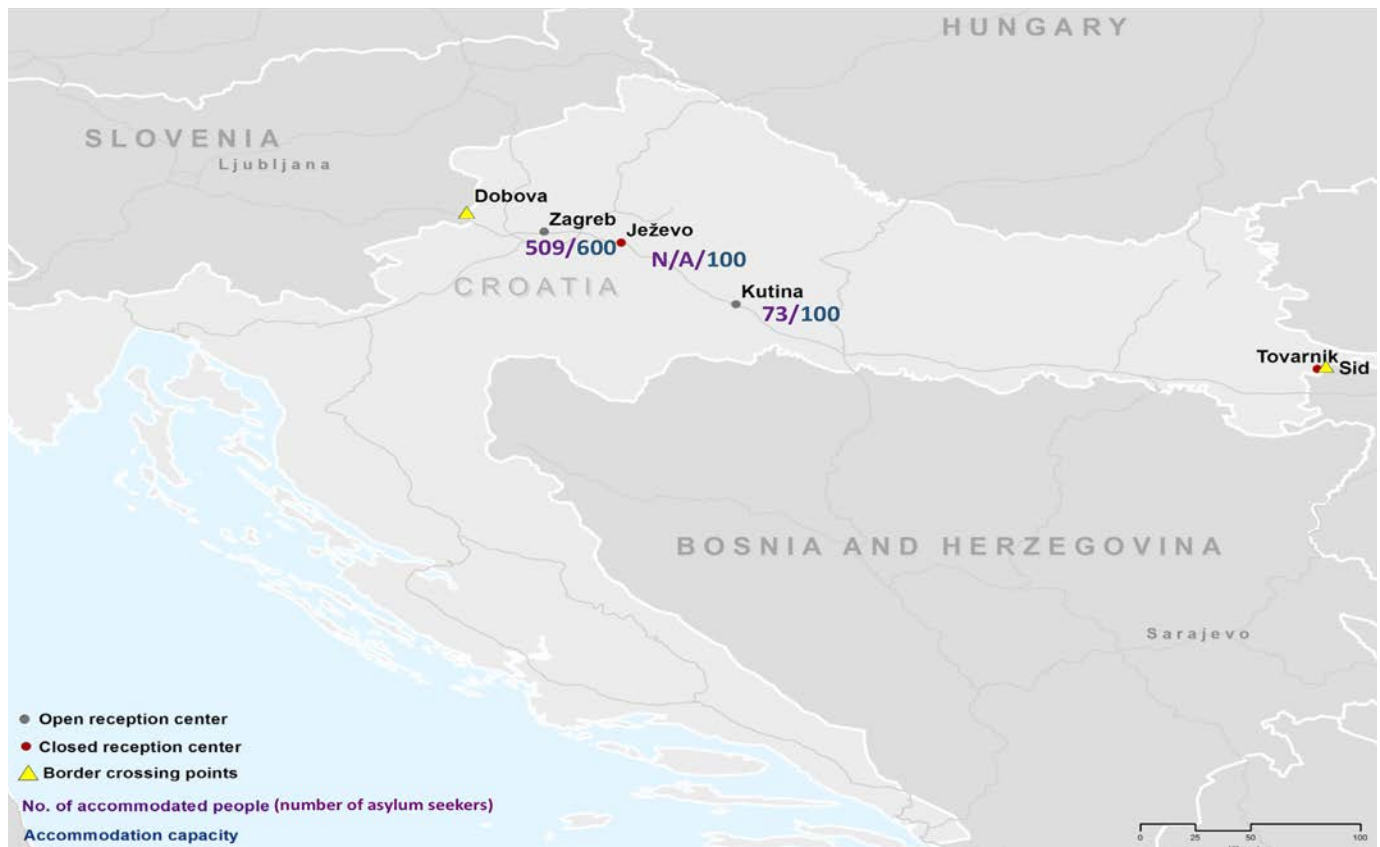 HUNGARY
SLOVENIA
Ljubljana
Dobova
Zagreb
509/600
Ježevo
N/A/100
CROATIA
Kutina
73/100
Tovarnik
Sid
BOSNIA AND HERZEGOVINA
Sarajevo
Open reception center
Closed reception center
Border crossing points
No. of accommodated people (number of asylum seekers)
Accommodation capacity
0 25 50 100